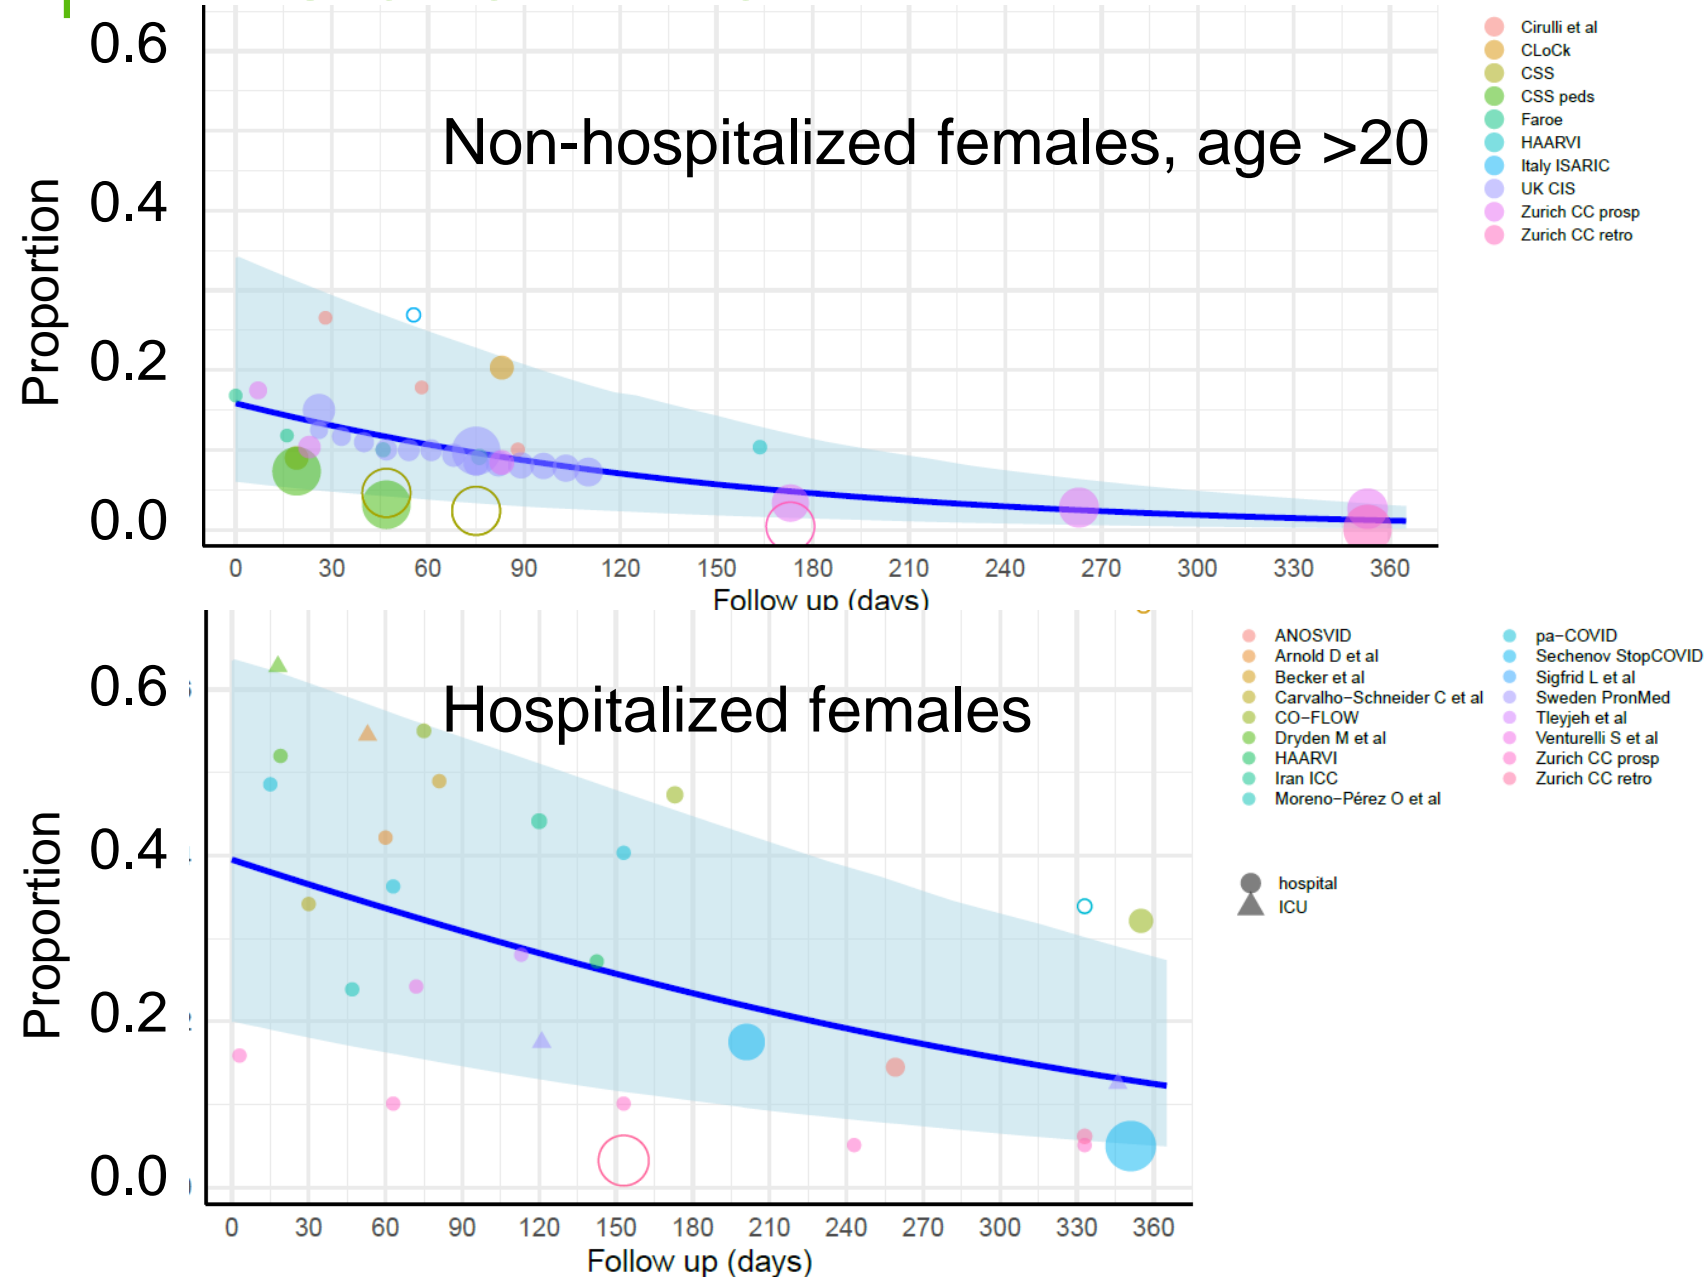 0.6
0.4
0.2
0.0
Proportion
Non-hospitalized females, age >20
0 30 60 90 120 150 180 210 240 270 300 330 360
Follow up (days)
Cirulli et al
CLoCk
CSS
CSS peds
Faroe
HAARVI
Italy ISARIC
UK CIS
Zurich CC prosp
Zurich CC retro
0.6
0.4
0.2
0.0
Proportion
Hospitalized females
0 30 60 90 120 150 180 210 240 270 300 330 360
Follow up (days)
ANOSVID
Arnold D et al
Becker et al
Carvalho−Schneider C et al
CO−FLOW
Dryden M et al
HAARVI
Iran ICC
Moreno−Pérez O et al
pa−COVID
Sechenov StopCOVID
Sigfrid L et al
Sweden PronMed
Tleyjeh et al
Venturelli S et al
Zurich CC prosp
Zurich CC retro
hospital
ICU